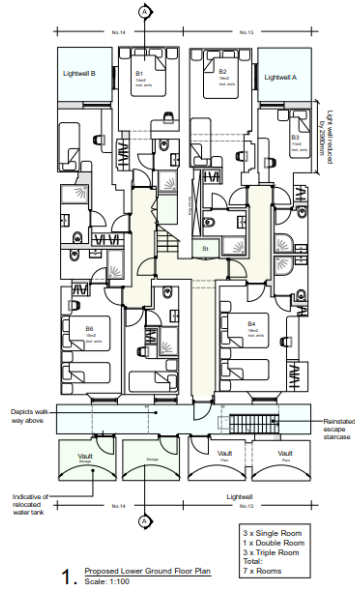 A
No.14
No.13
Lightwell B
B1
B2
Lightwell A
B3
Light well reduced
by 2980mm
St
B6
B4
Depicts walk
way above
Reinstated
escape
staircase
Vault
Storage
Storage
Vault
Plant
Plant
Indicative of
relocated
water tank
No.14
Lightwell
No.13
A
3 x Single Room
1 x Double Room
3 x Triple Room
Total:
7 x Rooms
1. Proposed Lower Ground Floor Plan
Scale: 1:100